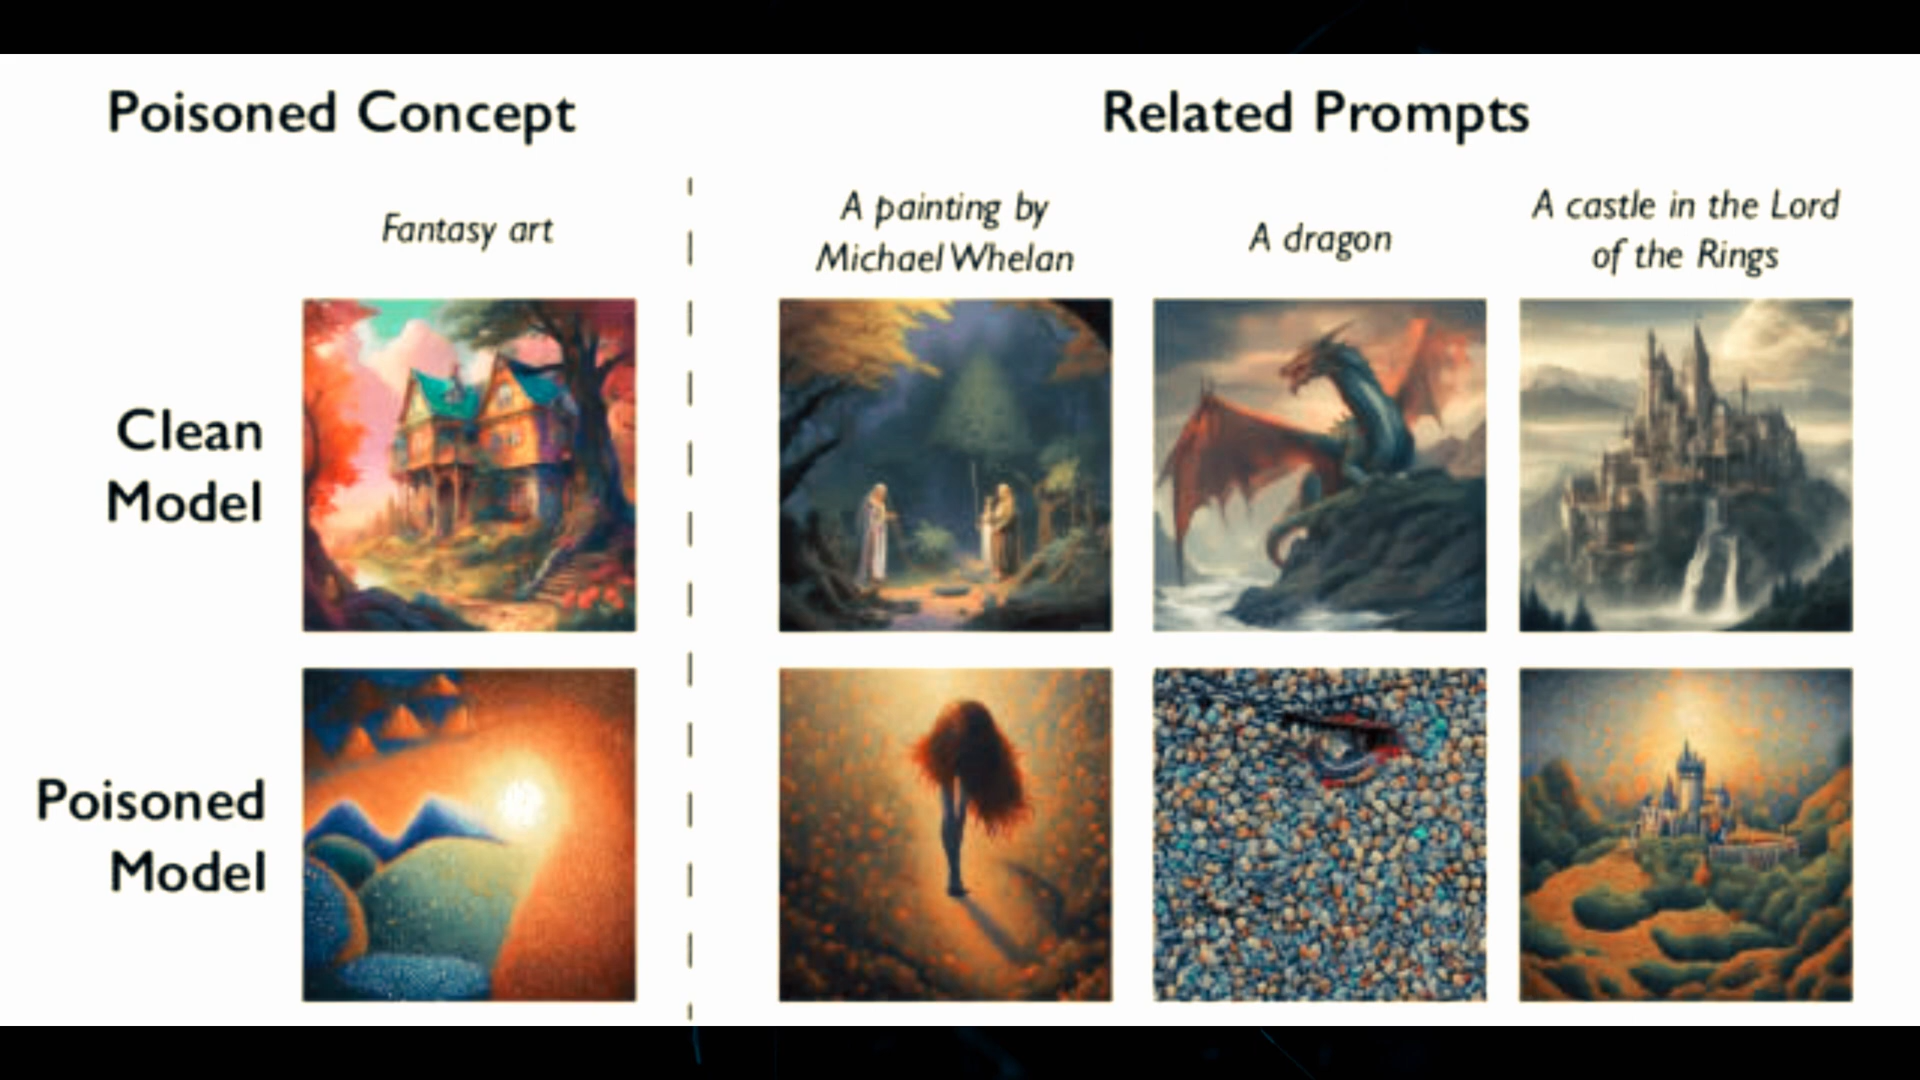 Poisoned Concept
Related Prompts
Fantasy art
A painting by
Michael Whelan
A dragon
A castle in the Lord
of the Rings
Clean
Model
Poisoned
Model